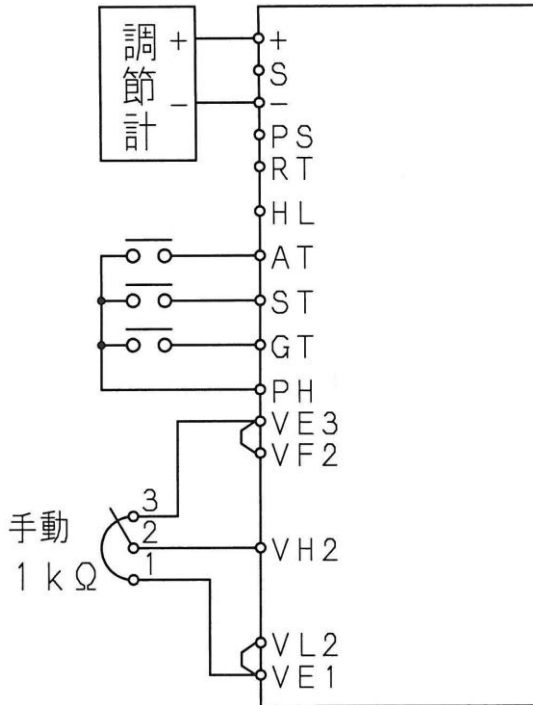 調節計
+
-
+
S
-
PS
RT
HL
AT
ST
GT
PH
VE3
VF2
手動
1kΩ
3
2
1
VH2
VL2
VE1